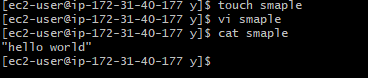 [ec2-user@ip-172-31-40-177 y]$ touch smaple
[ec2-user@ip-172-31-40-177 y]$ vi smaple
[ec2-user@ip-172-31-40-177 y]$ cat smaple
"hello world"
[ec2-user@ip-172-31-40-177 y]$